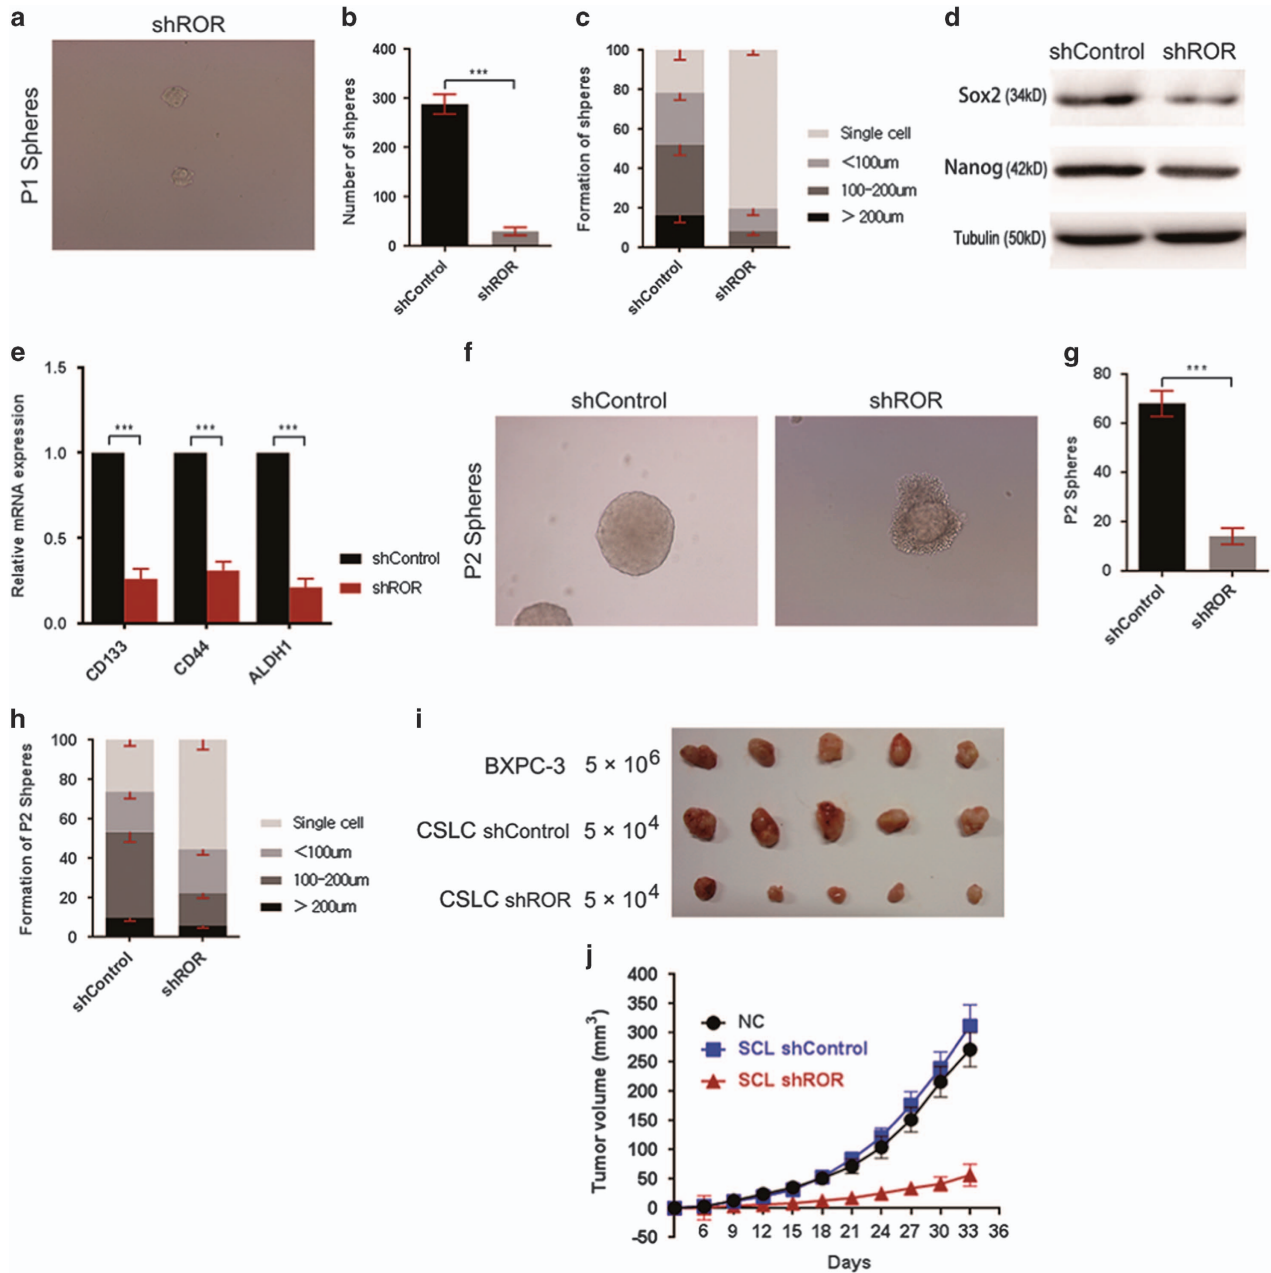 a
shROR
P1 Spheres
b
Number of shperes
400
300
200
100
0
***
shControl
shROR
c
Formation of shperes
100
80
60
40
20
0
shControl
shROR
Single cell
<100um
100-200um
> 200um
d
shControl shROR
Sox2 (34kD)
Nanog (42kD)
Tubulin (50kD)
e
Relative mRNA expression
1.5
1.0
0.5
0.0
*** *** ***
CD133
CD44
ALDH1
shControl
shROR
f
shControl
shROR
P2 Spheres
g
P2 Spheres
80
60
40
20
0
***
shControl
shROR
h
Formation of P2 Shperes
100
80
60
40
20
0
shControl
shROR
Single cell
<100um
100-200um
> 200um
i
BXPC-3 5 × 10⁶
CSLC shControl 5 × 10⁴
CSLC shROR 5 × 10⁴
j
Tumor volume (mm³)
400
350
300
250
200
150
100
50
0
-50
NC
SCL shControl
SCL shROR
6 9 12 15 18 21 24 27 30 33 36
Days